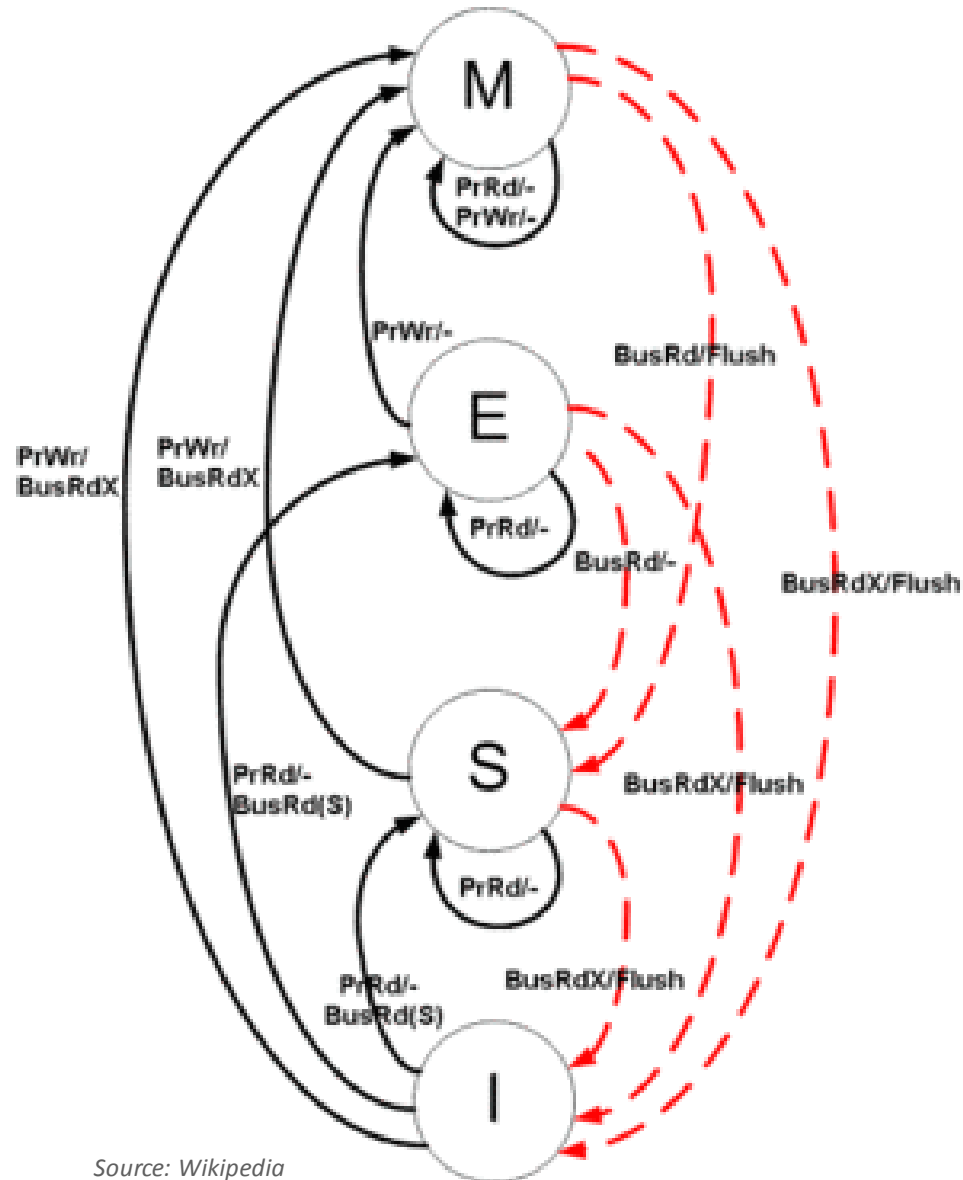 M
PrRd/-
PrWr/-
PrWr/-
BusRd/Flush
E
PrWr/
BusRdX
PrWr/
BusRdX
PrRd/-
BusRd/-
BusRdX/Flush
S
PrRd/-
BusRd(S)
BusRdX/Flush
PrRd/-
PrRd/-
BusRd(S)
BusRdX/Flush
I
Source: Wikipedia